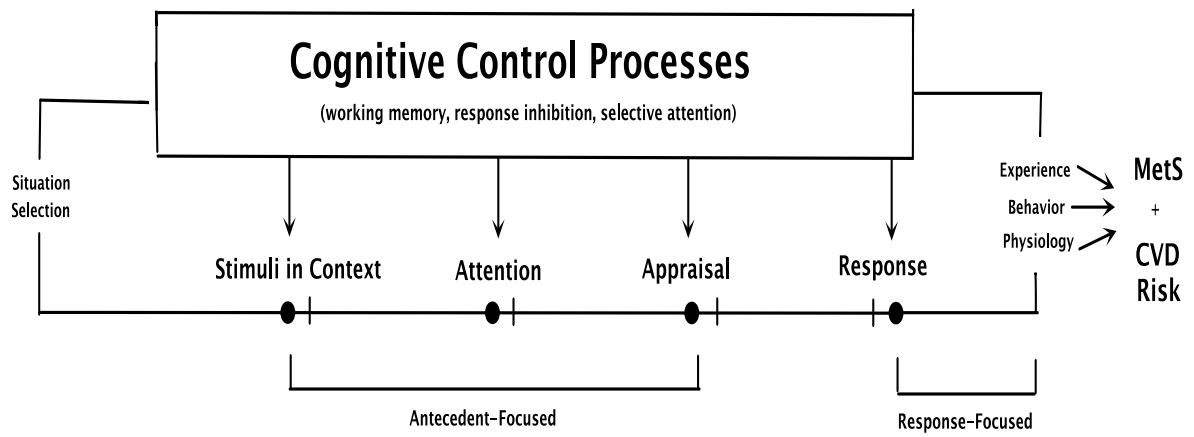 Cognitive Control Processes
(working memory, response inhibition, selective attention)
Situation
Selection
Experience
Behavior
Physiology
MetS
+
CVD
Risk
Stimuli in Context
Attention
Appraisal
Response
Antecedent-Focused
Response-Focused